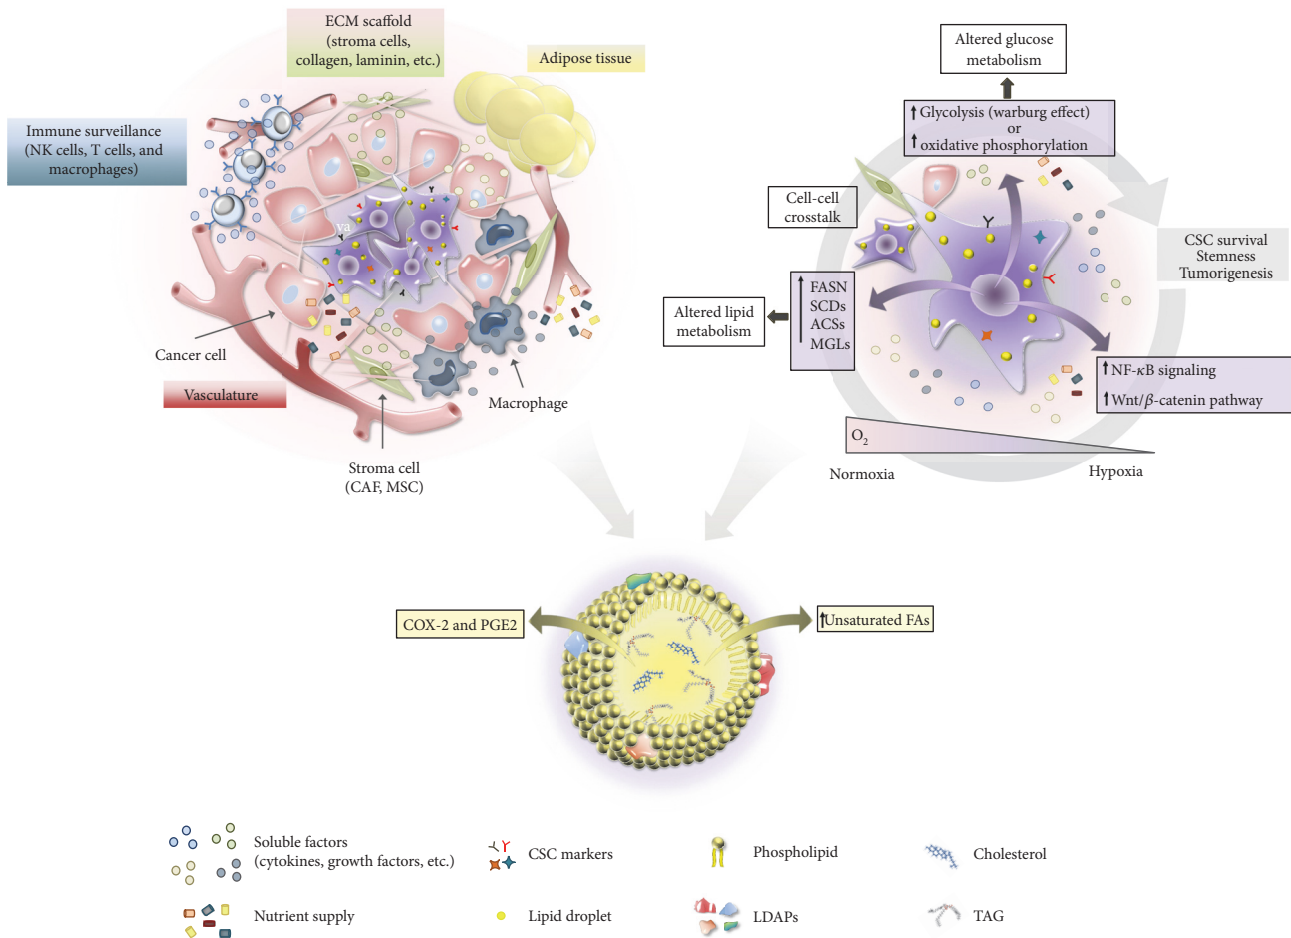 ECM scaffold
(stroma cells,
collagen, laminin, etc.)
Adipose tissue
Immune surveillance
(NK cells, T cells, and
macrophages)
va
Cancer cell
Vasculature
Macrophage
Stroma cell
(CAF, MSC)
Altered glucose
metabolism
Glycolysis (warburg effect)
or
oxidative phosphorylation
Cell-cell
crosstalk
CSC survival
Stemness
Tumorigenesis
Altered lipid
metabolism
FASN
SCDs
ACSs
MGLs
NF-κB signaling
Wnt/β-catenin pathway
O₂
Normoxia
Hypoxia
COX-2 and PGE2
Unsaturated FAs
Soluble factors
(cytokines, growth factors, etc.)
CSC markers
Phospholipid
Cholesterol
Nutrient supply
Lipid droplet
LDAPs
TAG